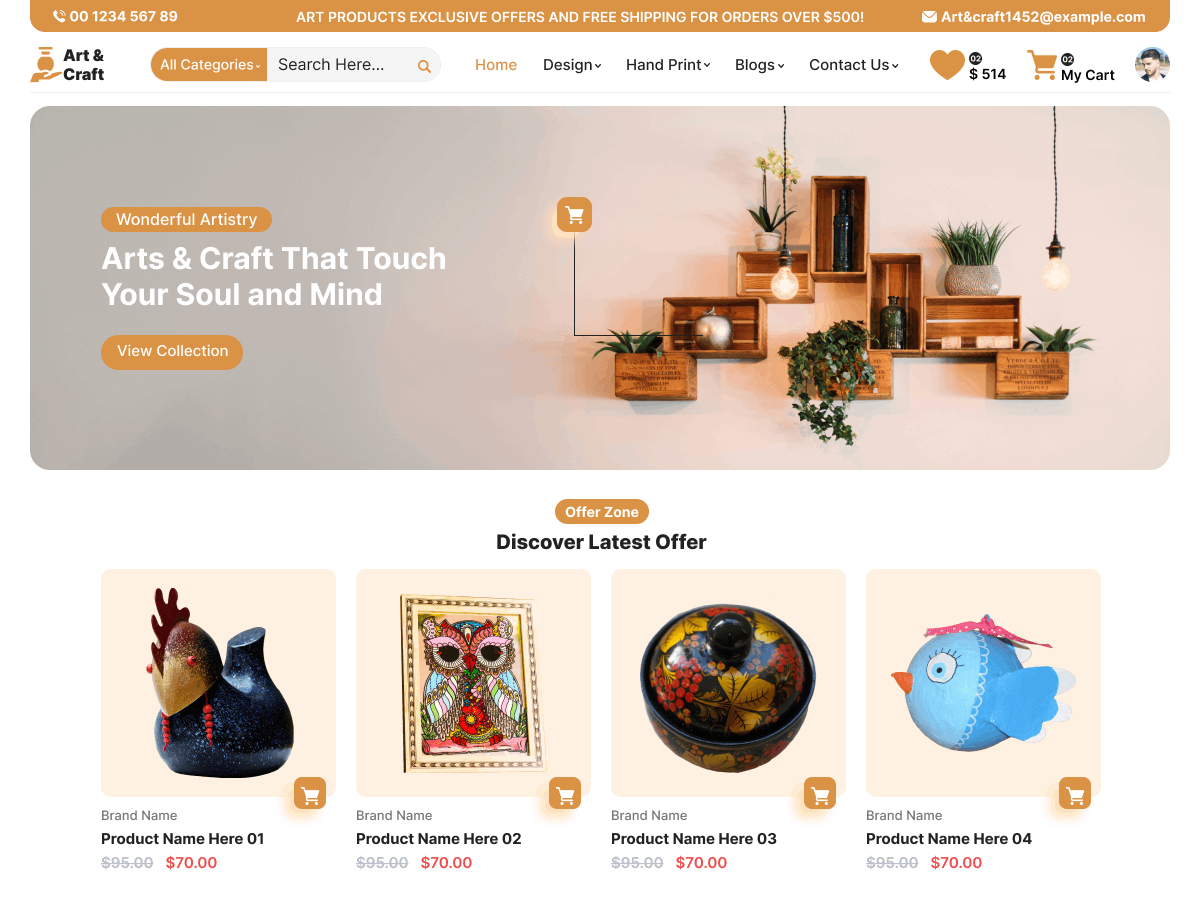 00 1234 567 89
ART PRODUCTS EXCLUSIVE OFFERS AND FREE SHIPPING FOR ORDERS OVER $500!
Art&craft1452@example.com
Art &
Craft
All Categories
Search Here...
Home
Design
Hand Print
Blogs
Contact Us
02
$ 514
02
My Cart
Wonderful Artistry
Arts & Craft That Touch
Your Soul and Mind
View Collection
Offer Zone
Discover Latest Offer
Brand Name
Product Name Here 01
$95.00 $70.00
Brand Name
Product Name Here 02
$95.00 $70.00
Brand Name
Product Name Here 03
$95.00 $70.00
Brand Name
Product Name Here 04
$95.00 $70.00